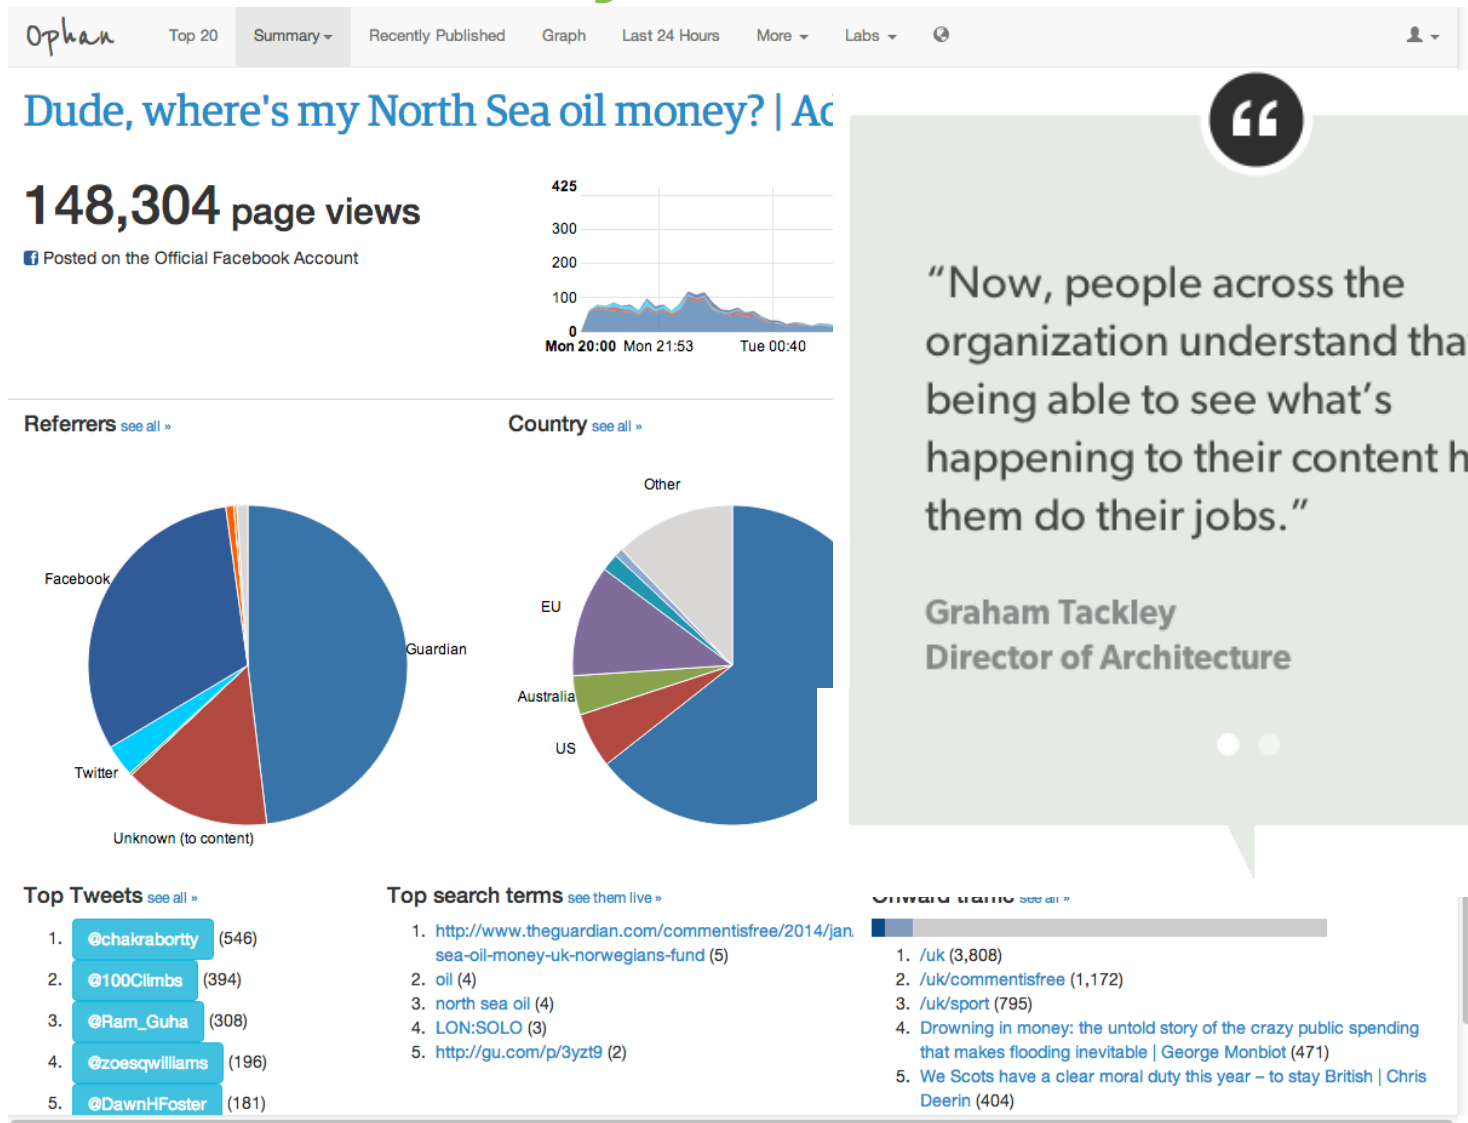 Ophan Top 20 Summary Recently Published Graph Last 24 Hours More Labs
Dude, where's my North Sea oil money? |
148,304 page views
Posted on the Official Facebook Account
425
300
200
100
0
Mon 20:00 Mon 21:53 Tue 00:40
“Now, people across the
organization understand
being able to see what’s
happening to their content
them do their jobs.”
Graham Tackley
Director of Architecture
Referrers see all »
Facebook
Guardian
Twitter
Unknown (to content)
Country see all »
Other
EU
Australia
US
Top Tweets see all »
1. @chakrabortty (546)
2. @100Climbs (394)
3. @Ram_Guha (308)
4. @zoesqwilliams (196)
5. @DawnHFoster (181)
Top search terms see them live »
1. http://www.theguardian.com/commentisfree/2014/jan
sea-oil-money-uk-norwegians-fund (5)
2. oil (4)
3. north sea oil (4)
4. LON:SOLO (3)
5. http://gu.com/p/3yzt9 (2)
Onward traffic see all »
1. /uk (3,808)
2. /uk/commentisfree (1,172)
3. /uk/sport (795)
4. Drowning in money: the untold story of the crazy public spending
that makes flooding inevitable | George Monbiot (471)
5. We Scots have a clear moral duty this year – to stay British | Chris
Deerin (404)